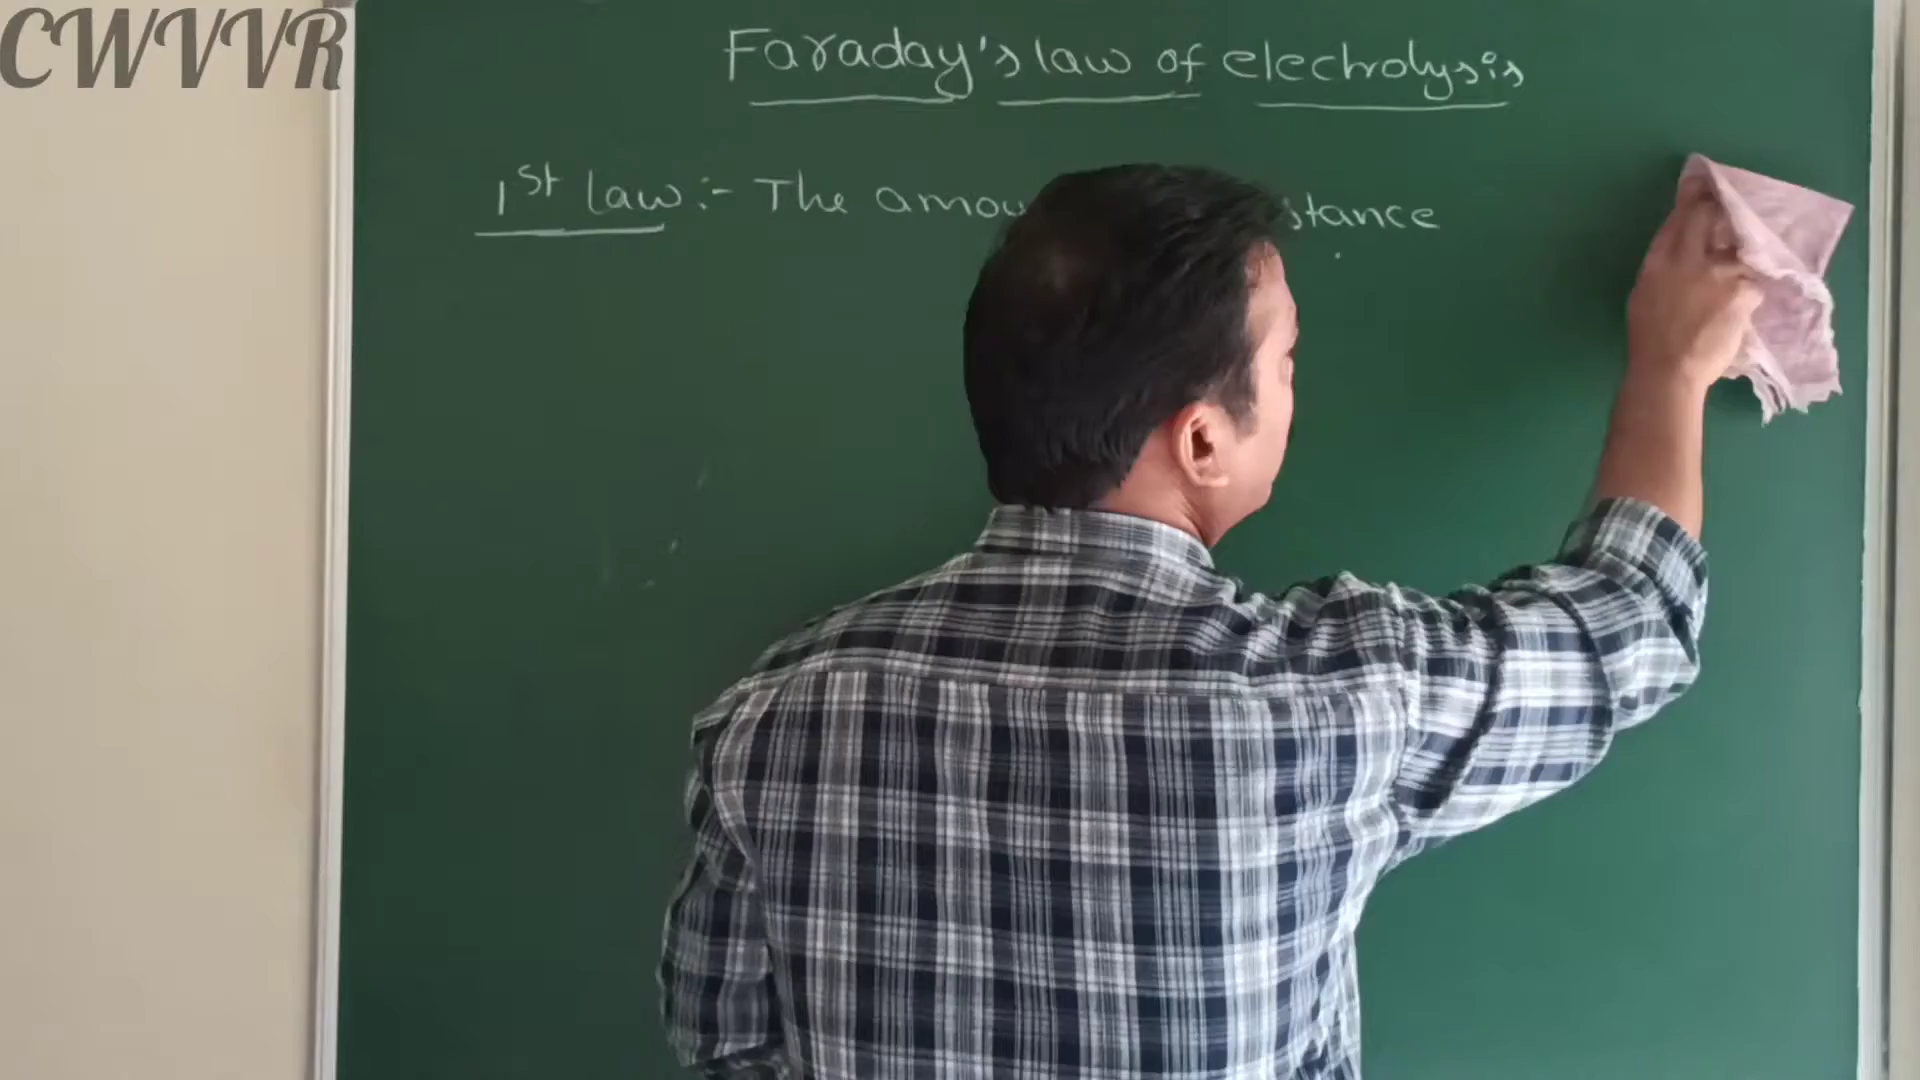 CWVVR
Faraday's law of electrolysis
1st law :- The amou stance